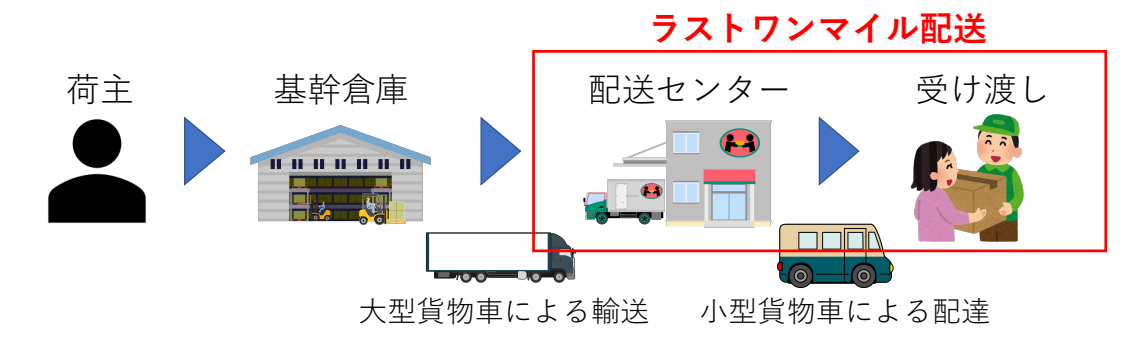 ラストワンマイル配送
荷主
基幹倉庫
配送センター
受け渡し
大型貨物車による輸送
小型貨物車による配達